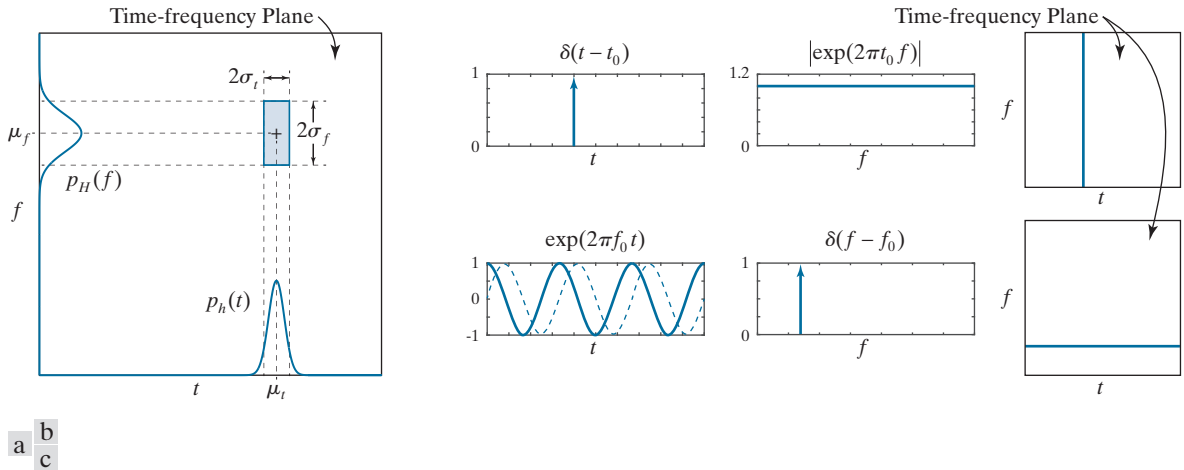 Time-frequency Plane
2σ_t
μ_f
2σ_f
p_H(f)
f
p_h(t)
t
μ_t
δ(t − t_0)
1
0
t
|exp(2πt_0 f)|
1.2
0
f
Time-frequency Plane
f
t
exp(2πf_0 t)
1
0
-1
t
δ(f − f_0)
1
0
f
f
t
a
b
c